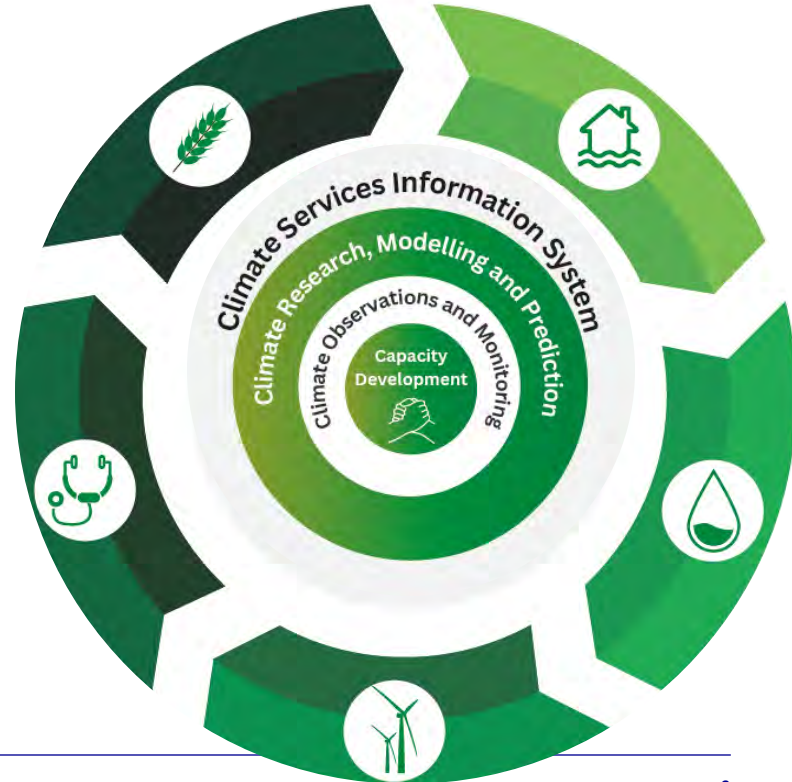 Climate Services Information System
Climate Research, Modelling and Prediction
Climate Observations and Monitoring
Capacity
Development